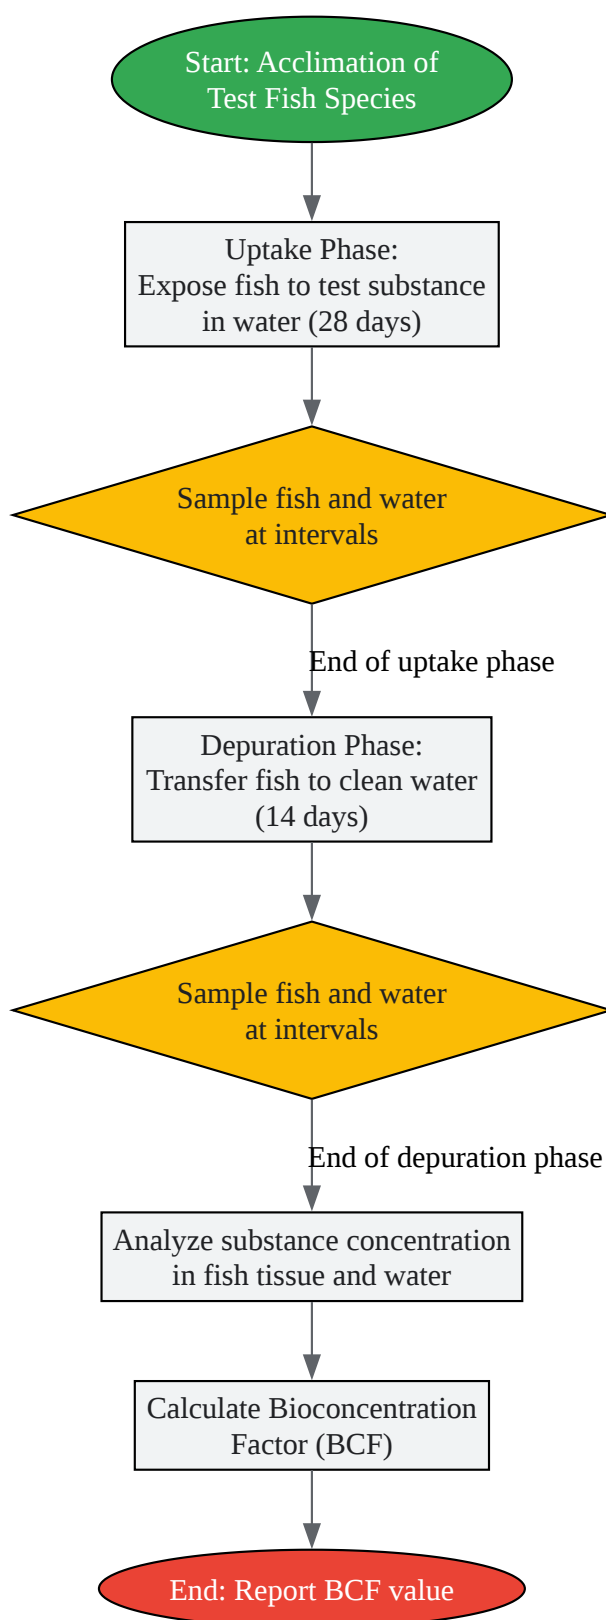 Start: Acclimation of
Test Fish Species
Uptake Phase:
Expose fish to test substance
in water (28 days)
Sample fish and water
at intervals
End of uptake phase
Depuration Phase:
Transfer fish to clean water
(14 days)
Sample fish and water
at intervals
End of depuration phase
Analyze substance concentration
in fish tissue and water
Calculate Bioconcentration
Factor (BCF)
End: Report BCF value